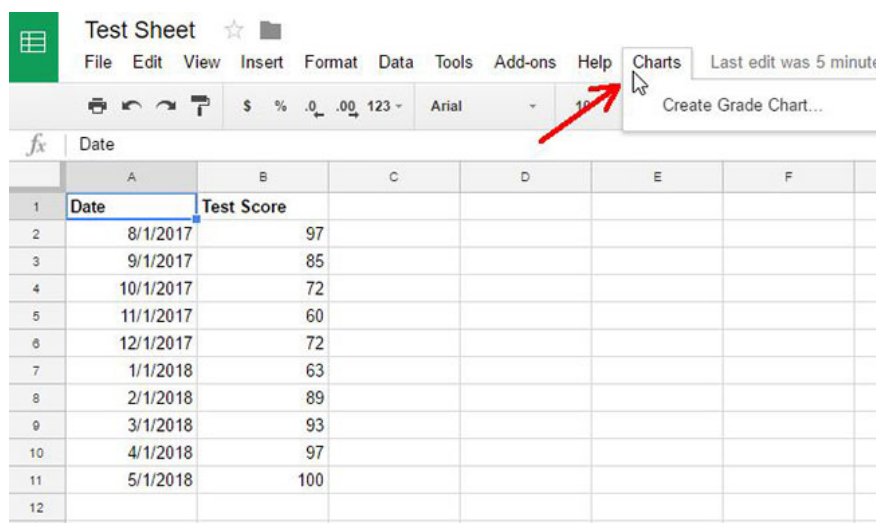 Test Sheet
File Edit View Insert Format Data Tools Add-ons Help Charts Last edit was 5 minute
$ % .0 .00 123 Arial 10 Create Grade Chart...
fx Date
A B C D E F
1 Date Test Score
2 8/1/2017 97
3 9/1/2017 85
4 10/1/2017 72
5 11/1/2017 60
6 12/1/2017 72
7 1/1/2018 63
8 2/1/2018 89
9 3/1/2018 93
10 4/1/2018 97
11 5/1/2018 100
12